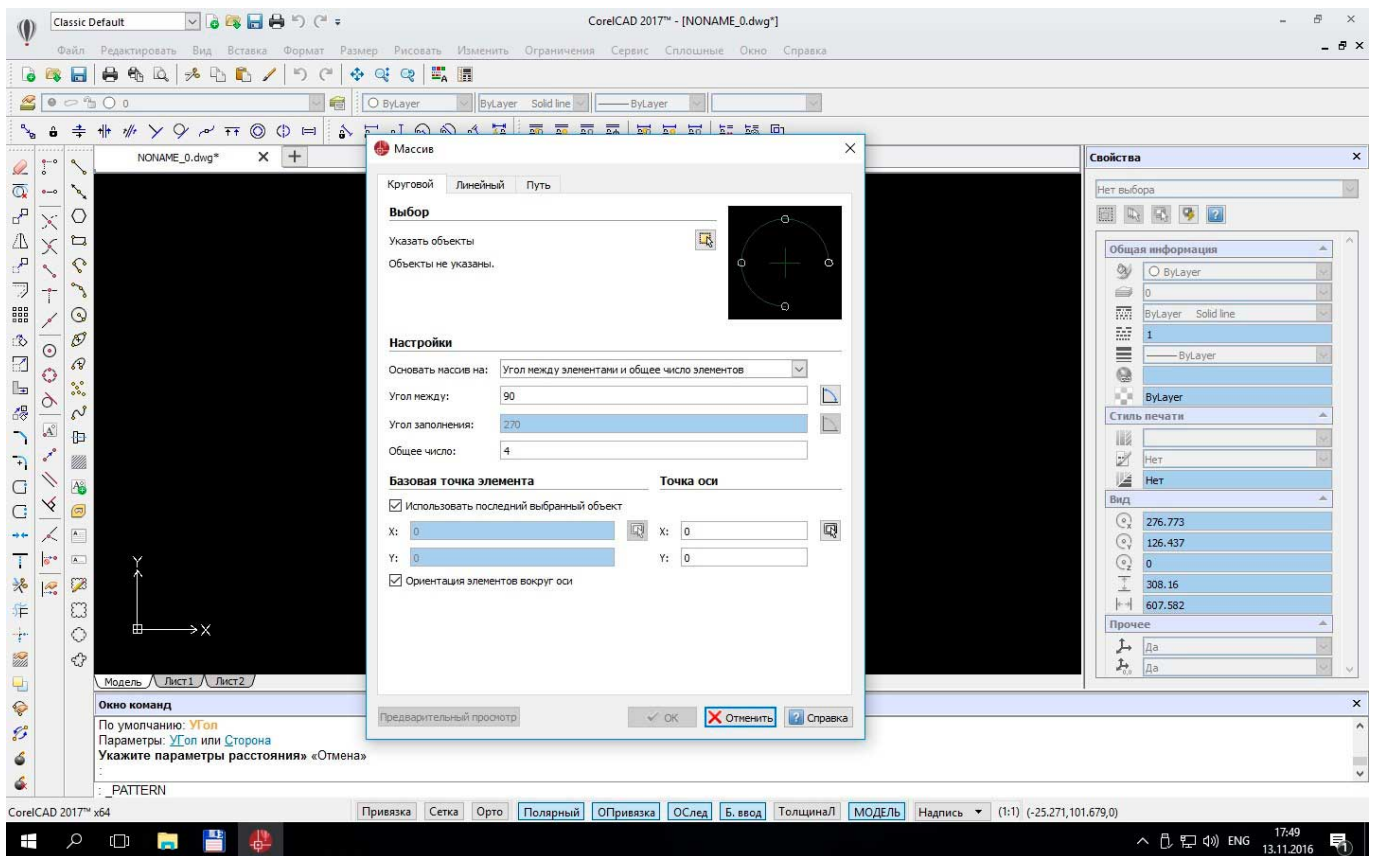 Classic Default
CorelCAD 2017™ - [NONAME_0.dwg*]
Файл Редактировать Вид Вставка Формат Размер Рисовать Изменить Ограничения Сервис Сплошные Окно Справка
0
ByLayer
ByLayer Solid line
ByLayer
NONAME_0.dwg*
Массив
Круговой Линейный Путь
Выбор
Указать объекты
Объекты не указаны.
Настройки
Основать массив на: Угол между элементами и общее число элементов
Угол между: 90
Угол заполнения: 270
Общее число: 4
Базовая точка элемента Точка оси
Использовать последний выбранный объект
X: 0 X: 0
Y: 0 Y: 0
Ориентация элементов вокруг оси
Предварительный просмотр OK Отменить Справка
Свойства
Нет выбора
Общая информация
ByLayer
0
ByLayer Solid line
1
ByLayer
ByLayer
Стиль печати
Нет
Нет
Вид
276.773
126.437
0
308.16
607.582
Прочее
Да
Да
Y
X
Модель Лист1 Лист2
Окно команд
По умолчанию: УГол
Параметры: УГол или Сторона
Укажите параметры расстояния» «Отмена»
:
: _PATTERN
CorelCAD 2017™ x64 Привязка Сетка Орто Полярный ОПривязка ОСлед Б. ввод ТолщинаЛ МОДЕЛЬ Надпись (1:1) (-25.271,101.679,0)
ENG 17:49
13.11.2016
1